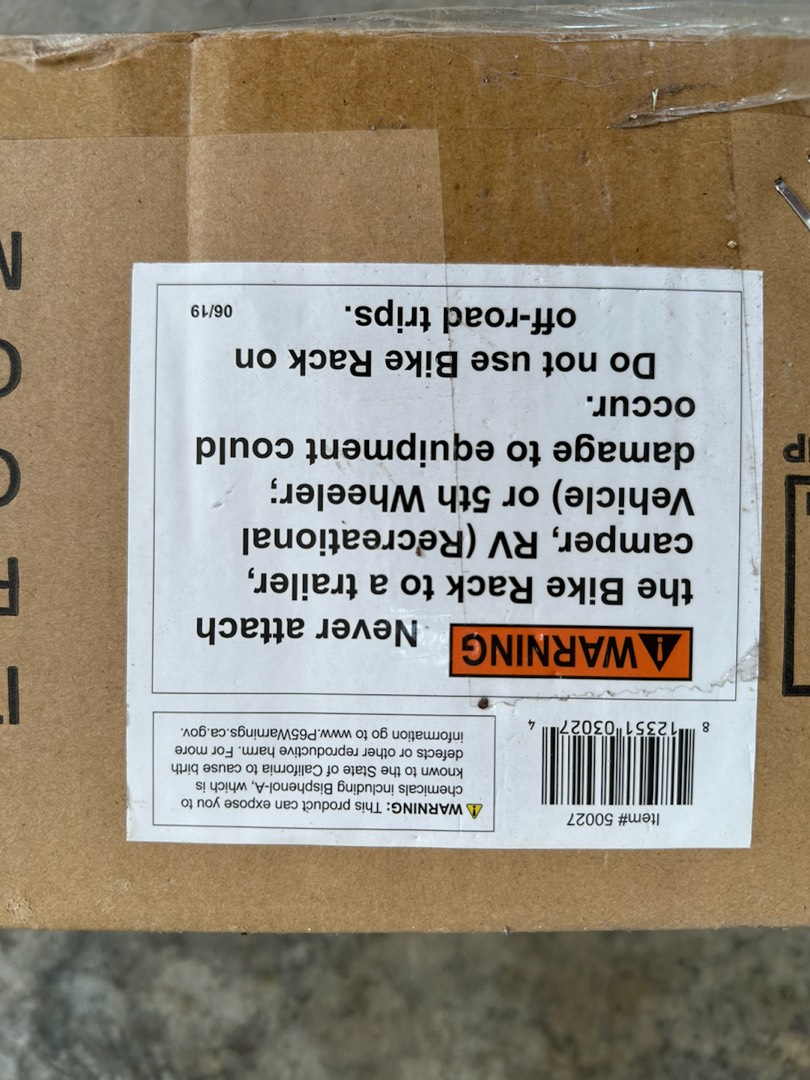 Item# 50027
8 12351 03027 4
WARNING: This product can expose you to
chemicals including Bisphenol-A, which is
known to the State of California to cause birth
defects or other reproductive harm. For more
information go to www.P65Warnings.ca.gov.
WARNING Never attach
the Bike Rack to a trailer,
camper, RV (Recreational
Vehicle) or 5th Wheeler;
damage to equipment could
occur.
Do not use Bike Rack on
off-road trips.
06/19